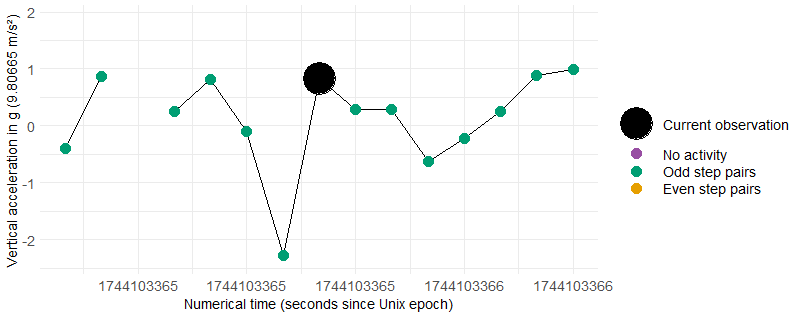 Vertical acceleration in g (9.80665 m/s²)
2
1
0
-1
-2
1744103365
1744103365
1744103365
1744103366
1744103366
Numerical time (seconds since Unix epoch)
Current observation
No activity
Odd step pairs
Even step pairs